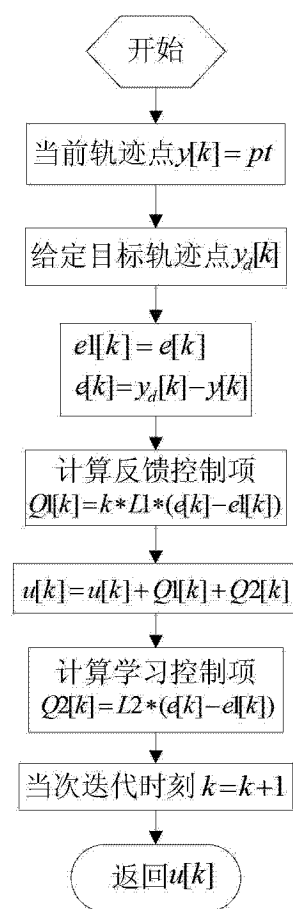 开始
当前轨迹点y[k]=pt
给定目标轨迹点y_d[k]
e1[k]=e[k]
e[k]=y_d[k]-y[k]
计算反馈控制项
Q1[k]=k*L1*(e[k]-e1[k])
u[k]=u[k]+Q1[k]+Q2[k]
计算学习控制项
Q2[k]=L2*(e[k]-e1[k])
当次迭代时刻k=k+1
返回u[k]